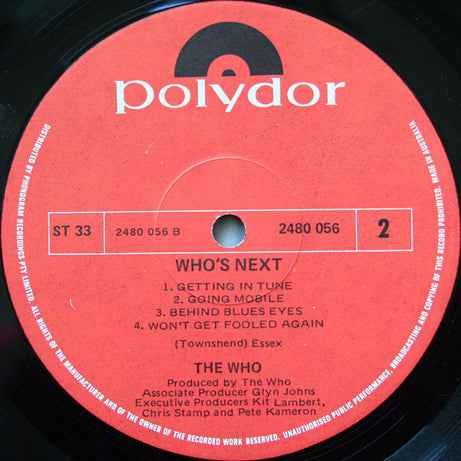 polydor
ST 33
2480 056 B
2480 056
2
WHO'S NEXT
1. GETTING IN TUNE
2. GOING MOBILE
3. BEHIND BLUES EYES
4. WON'T GET FOOLED AGAIN
(Townshend) Essex
THE WHO
Produced by The Who
Associate Producer Glyn Johns
Executive Producers Kit Lambert,
Chris Stamp and Pete Kameron
DISTRIBUTED BY PHONOGRAM RECORDINGS PTY LIMITED. ALL RIGHTS OF THE MANUFACTURER AND OF THE OWNER OF THE RECORDED WORK RESERVED. UNAUTHORISED PUBLIC PERFORMANCE, BROADCASTING AND COPYING OF THIS RECORD PROHIBITED. MADE IN AUSTRALIA